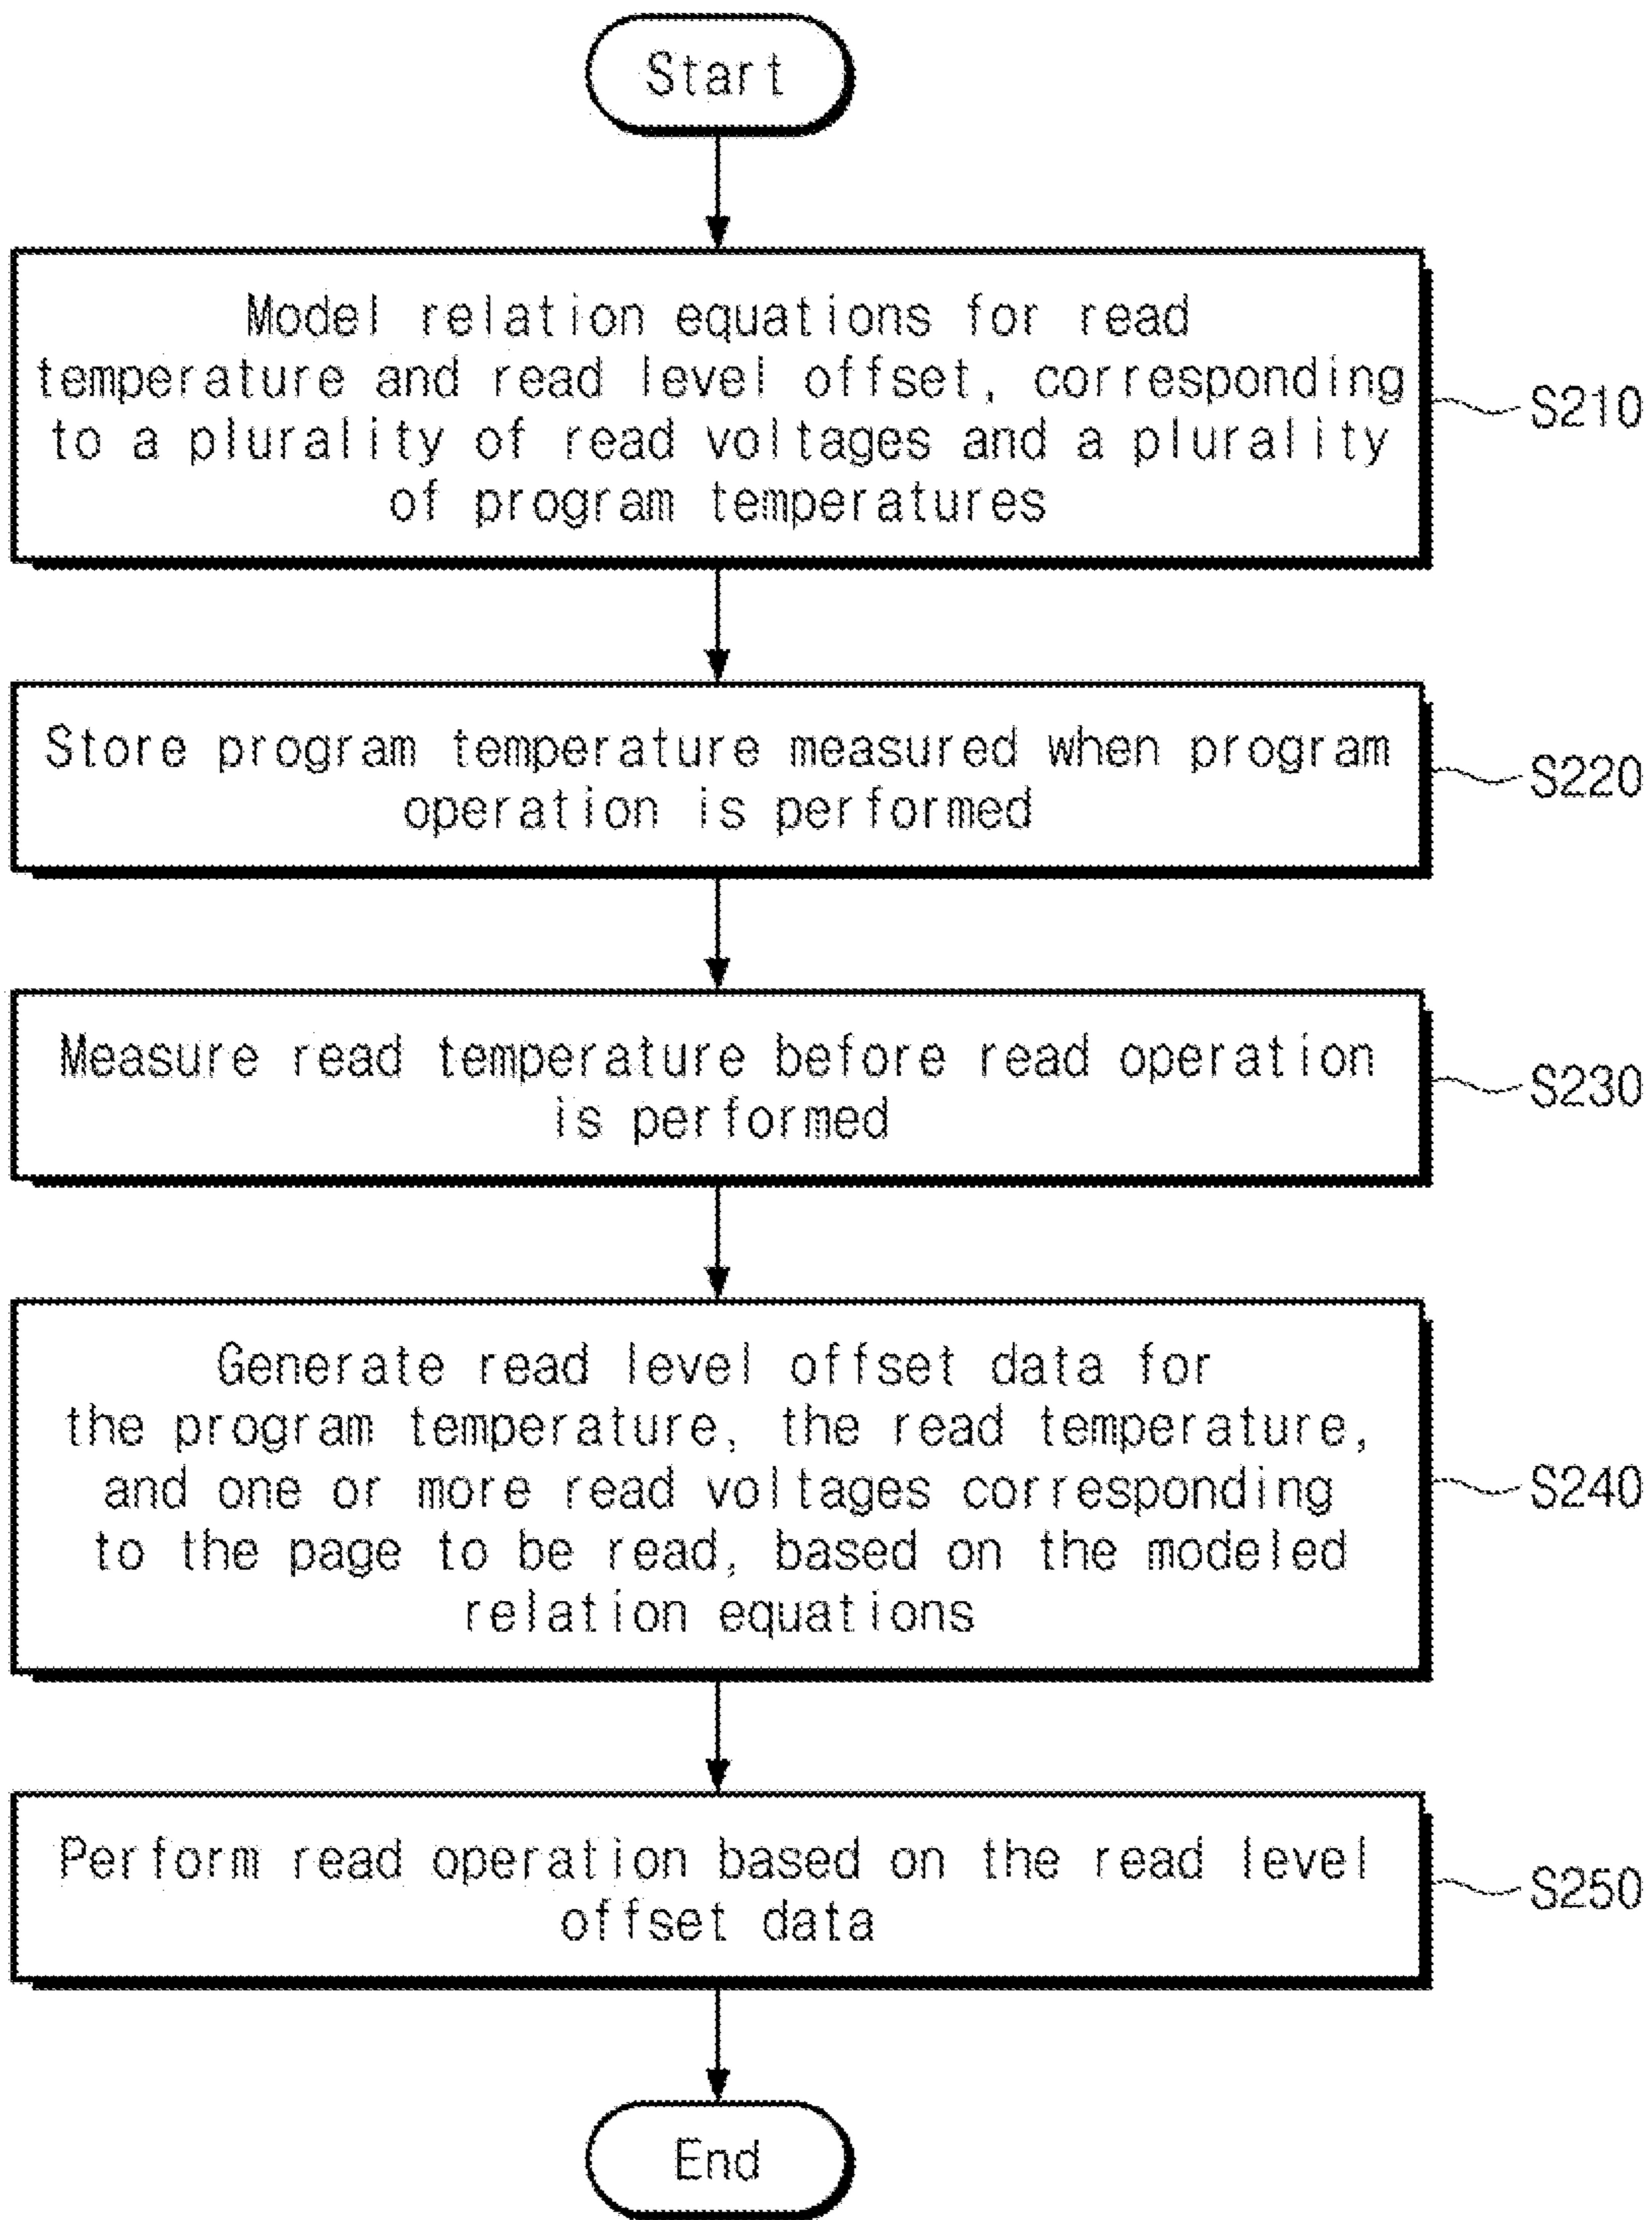 Start
Model relation equations for read
temperature and read level offset, corresponding
to a plurality of read voltages and a plurality
of program temperatures
S210
Store program temperature measured when program
operation is performed
S220
Measure read temperature before read operation
is performed
S230
Generate read level offset data for
the program temperature, the read temperature,
and one or more read voltages corresponding
to the page to be read, based on the modeled
relation equations
S240
Perform read operation based on the read level
offset data
S250
End